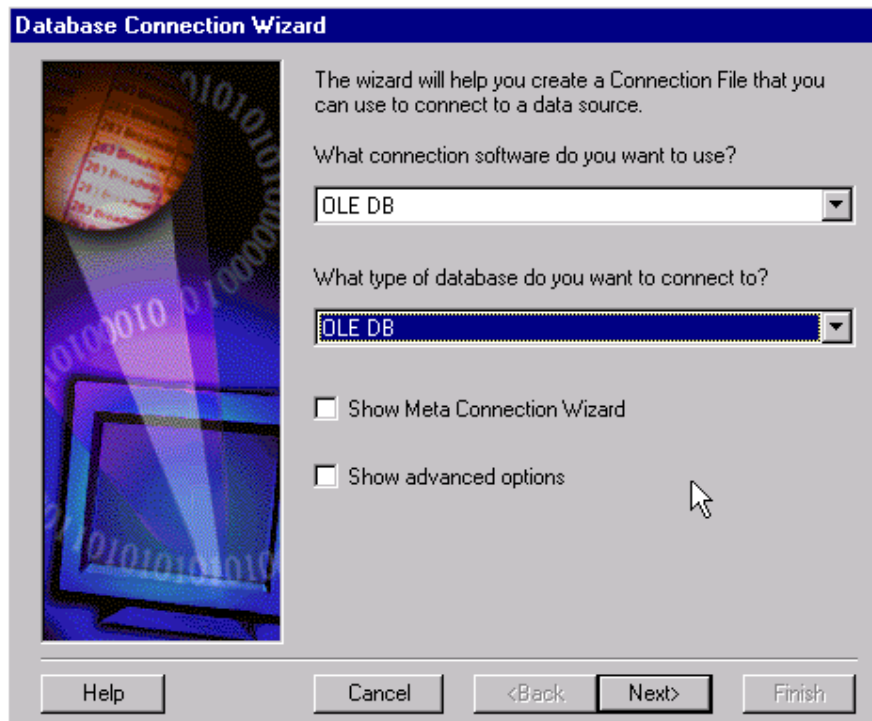 Database Connection Wizard
The wizard will help you create a Connection File that you
can use to connect to a data source.
What connection software do you want to use?
OLE DB
What type of database do you want to connect to?
OLE DB
Show Meta Connection Wizard
Show advanced options
Help
Cancel
<Back
Next>
Finish